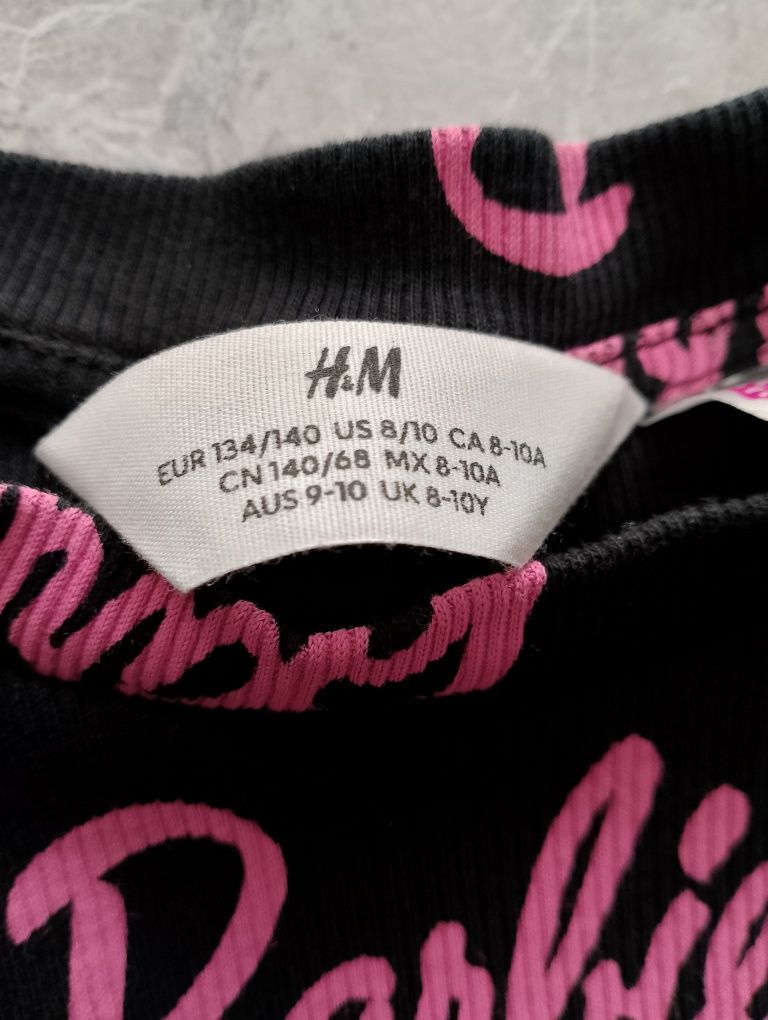 H&M
EUR 134/140 US 8/10 CA 8-10A
CN 140/68 MX 8-10A
AUS 9-10 UK 8-10Y
Barbie